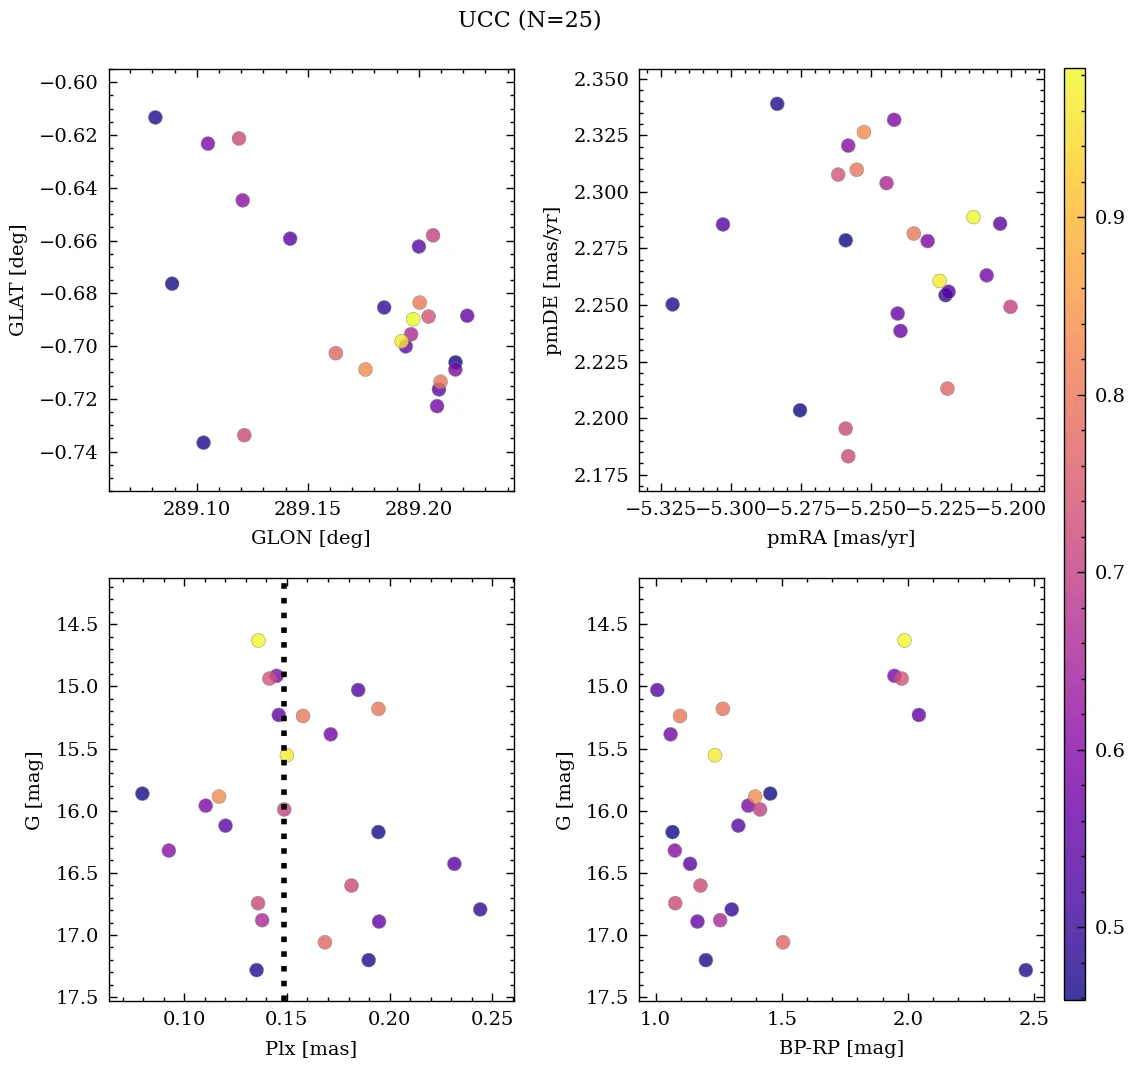 UCC (N=25)
−0.60
−0.62
−0.64
−0.66
−0.68
−0.70
−0.72
−0.74
GLAT [deg]
289.10 289.15 289.20
GLON [deg]
2.350
2.325
2.300
2.275
2.250
2.225
2.200
2.175
pmDE [mas/yr]
−5.325 −5.300 −5.275 −5.250 −5.225 −5.200
pmRA [mas/yr]
14.5
15.0
15.5
16.0
16.5
17.0
17.5
G [mag]
0.10 0.15 0.20 0.25
Plx [mas]
14.5
15.0
15.5
16.0
16.5
17.0
17.5
G [mag]
1.0 1.5 2.0 2.5
BP-RP [mag]
0.9
0.8
0.7
0.6
0.5